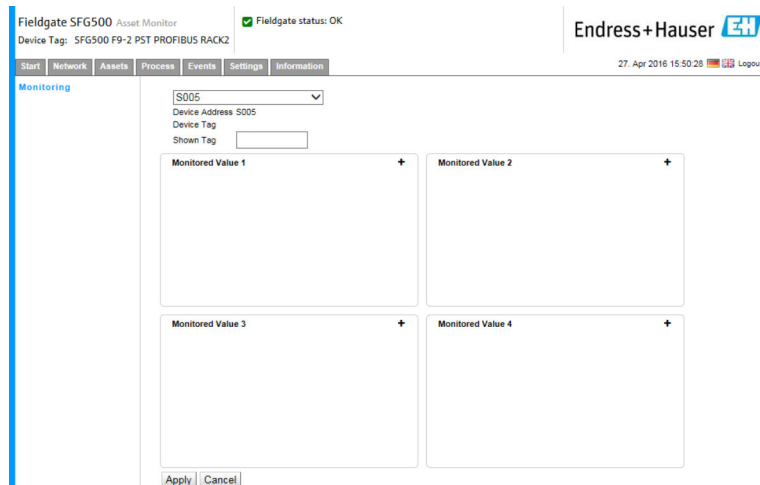 Fieldgate SFG500 Asset Monitor
Device Tag: SFG500 F9-2 PST PROFIBUS RACK2
Fieldgate status: OK
Endress+Hauser EH
Start Network Assets Process Events Settings Information
27. Apr 2016 15:50:28 Logou
Monitoring
S005
Device Address S005
Device Tag
Shown Tag
Monitored Value 1 +
Monitored Value 2 +
Monitored Value 3 +
Monitored Value 4 +
Apply Cancel